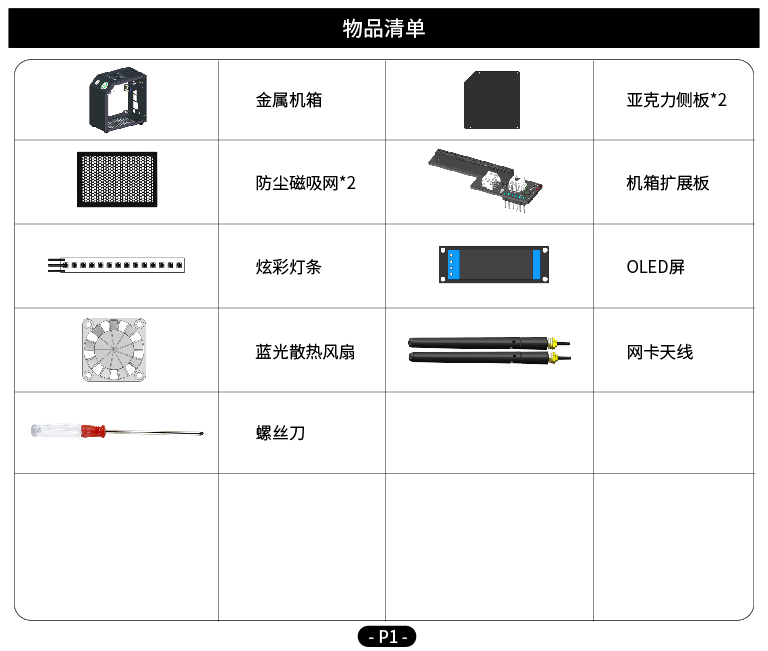 物品清单
金属机箱
亚克力侧板*2
防尘磁吸网*2
机箱扩展板
炫彩灯条
OLED屏
蓝光散热风扇
网卡天线
螺丝刀
- P1 -